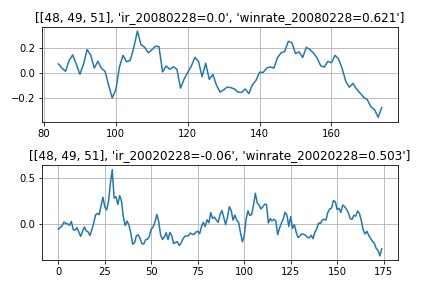 [[48, 49, 51], 'ir_20080228=0.0', 'winrate_20080228=0.621']
0.2
0.0
−0.2
80 100 120 140 160
[[48, 49, 51], 'ir_20020228=-0.06', 'winrate_20020228=0.503']
0.5
0.0
0 25 50 75 100 125 150 175